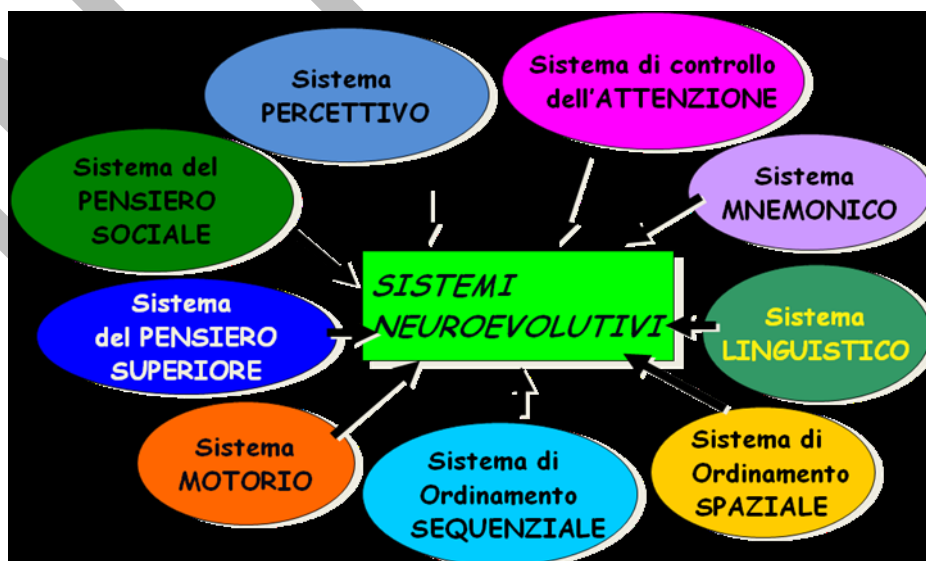 Sistema
PERCETTIVO
Sistema di controllo
dell'ATTENZIONE
Sistema del
PENSIERO
SOCIALE
Sistema
MNEMONICO
SISTEMI
NEUROEVOLUTIVI
Sistema
del PENSIERO
SUPERIORE
Sistema
LINGUISTICO
Sistema
MOTORIO
Sistema di
Ordinamento
SEQUENZIALE
Sistema di
Ordinamento
SPAZIALE